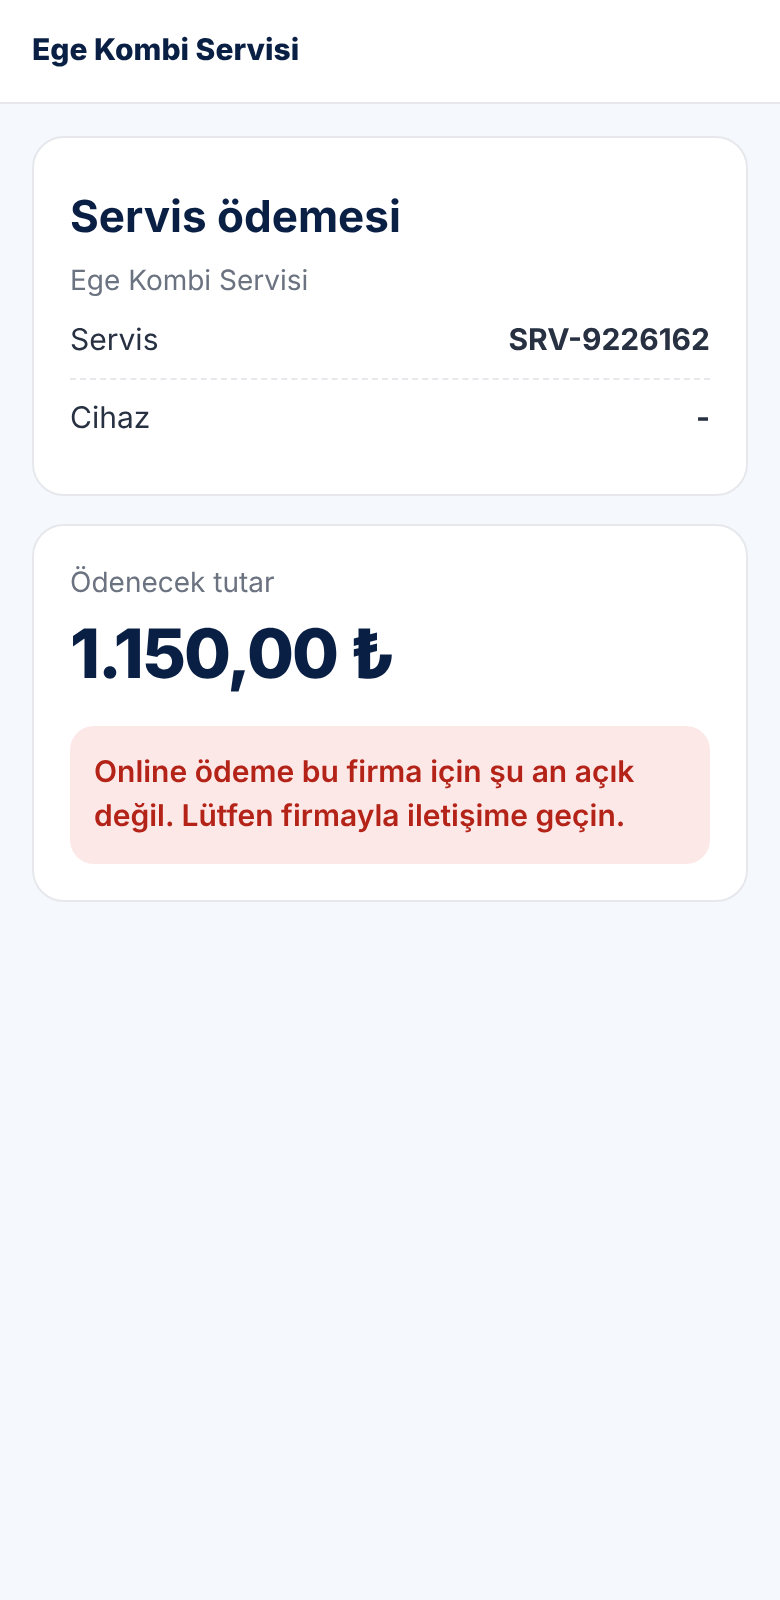 Ege Kombi Servisi
Servis ödemesi
Ege Kombi Servisi
Servis SRV-9226162
Cihaz -
Ödenecek tutar
1.150,00 ₺
Online ödeme bu firma için şu an açık
değil. Lütfen firmayla iletişime geçin.